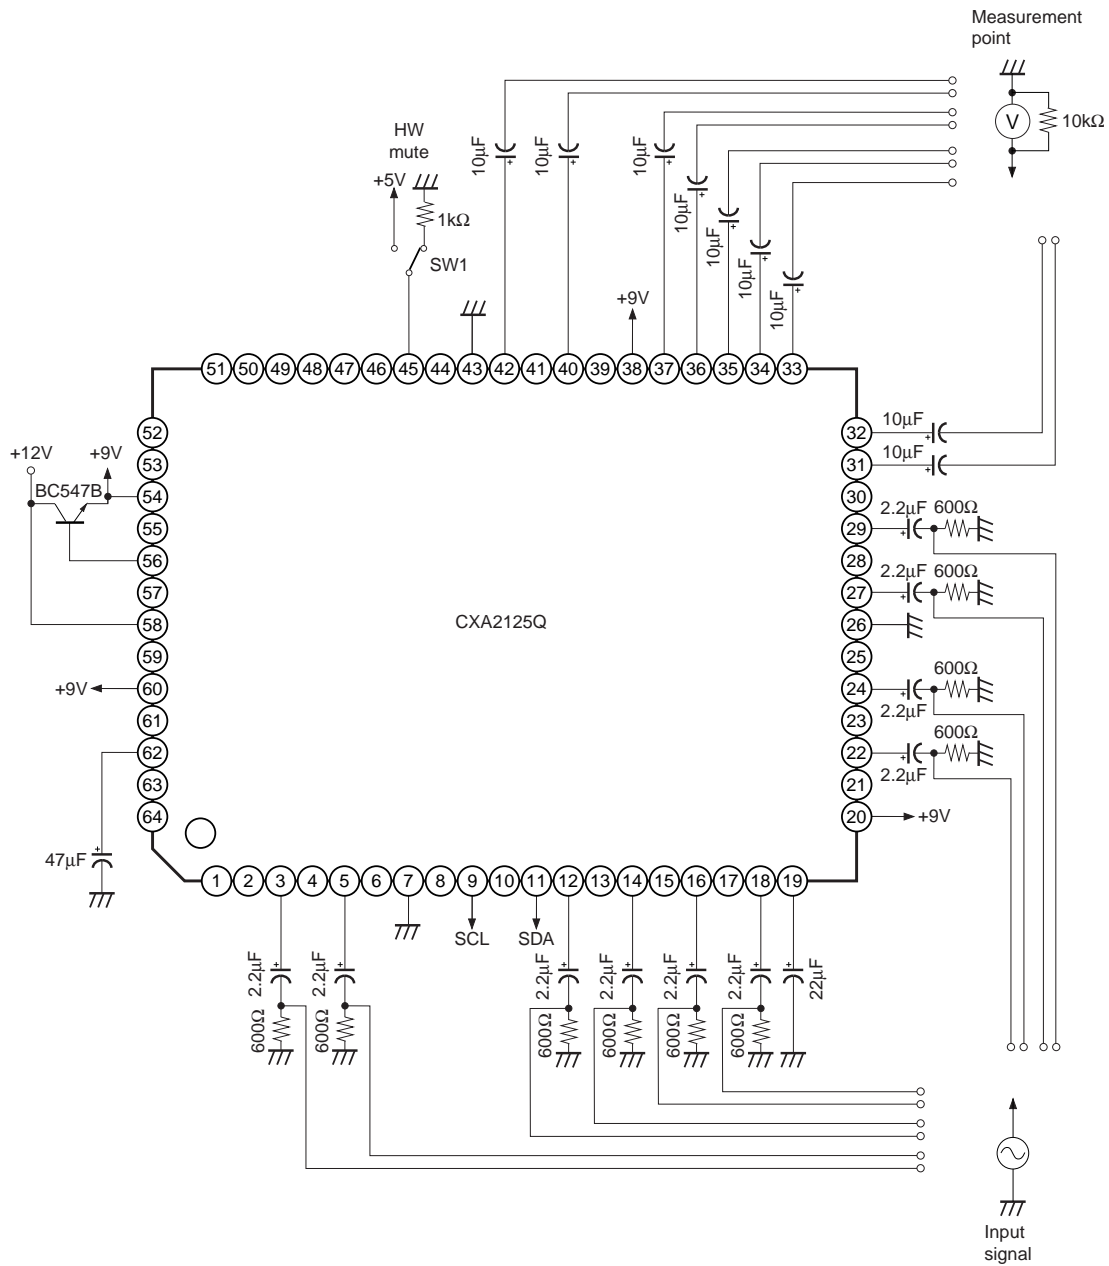 Measurement
point
V
10kΩ
HW
mute
+5V
1kΩ
SW1
10μF
10μF
10μF
10μF
10μF
10μF
10μF
+9V
51 50 49 48 47 46 45 44 43 42 41 40 39 38 37 36 35 34 33
52
53
54
55
56
57
58
59
60
61
62
63
64
+12V
+9V
BC547B
+9V
47μF
CXA2125Q
32
31
30
29
28
27
26
25
24
23
22
21
20
10μF
10μF
2.2μF 600Ω
2.2μF 600Ω
600Ω
2.2μF
600Ω
2.2μF
+9V
1 2 3 4 5 6 7 8 9 10 11 12 13 14 15 16 17 18 19
SCL
SDA
2.2μF
2.2μF
2.2μF
2.2μF
2.2μF
2.2μF
22μF
600Ω
600Ω
600Ω
600Ω
600Ω
600Ω
Input
signal